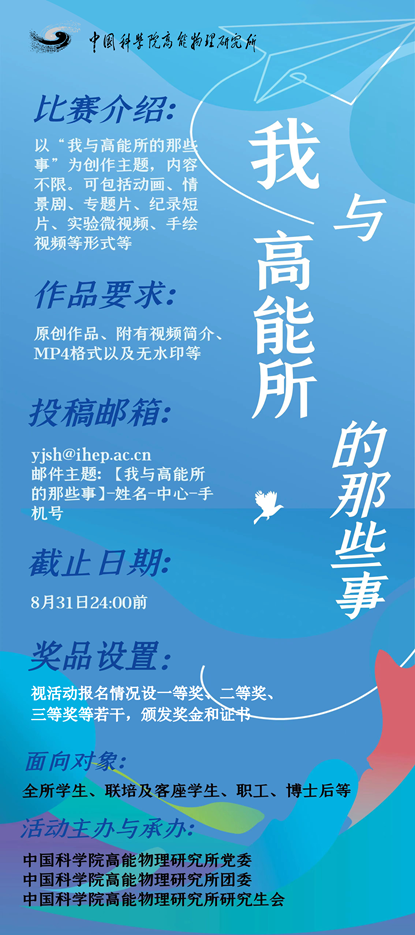 中国科学院高能物理研究所
我与高能所的那些事
比赛介绍:
以“我与高能所的那些
事”为创作主题，内容
不限。可包括动画、情
景剧、专题片、纪录短
片、实验微视频、手绘
视频等形式等
作品要求:
原创作品、附有视频简介、
MP4格式以及无水印等
投稿邮箱:
yjsh@ihep.ac.cn
邮件主题:【我与高能所
的那些事】-姓名-中心-手
机号
截止日期:
8月31日24:00前
奖品设置:
视活动报名情况设一等奖、二等奖、
三等奖等若干，颁发奖金和证书
面向对象:
全所学生、联培及客座学生、职工、博士后等
活动主办与承办:
中国科学院高能物理研究所党委
中国科学院高能物理研究所团委
中国科学院高能物理研究所研究生会